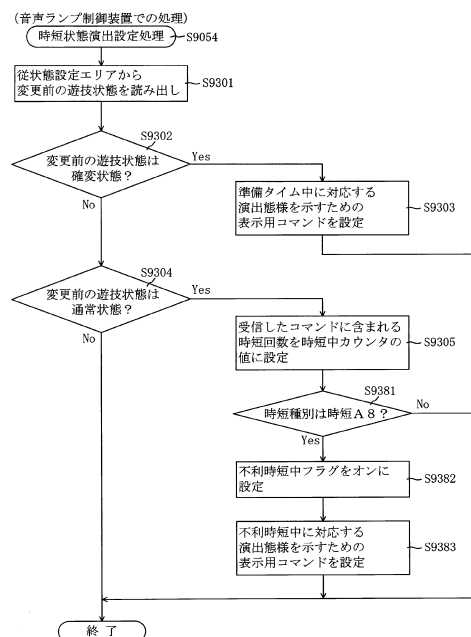 (音声ランプ制御装置での処理)
時短状態演出設定処理
S9054
従状態設定エリアから
変更前の遊技状態を読み出し
S9301
S9302
変更前の遊技状態は
確変状態?
Yes
No
準備タイム中に対応する
演出態様を示すための
表示用コマンドを設定
S9303
S9304
変更前の遊技状態は
通常状態?
Yes
No
受信したコマンドに含まれる
時短回数を時短中カウンタの
値に設定
S9305
S9381
時短種別は時短A8?
No
Yes
不利時短中フラグをオンに
設定
S9382
不利時短中に対応する
演出態様を示すための
表示用コマンドを設定
S9383
終了